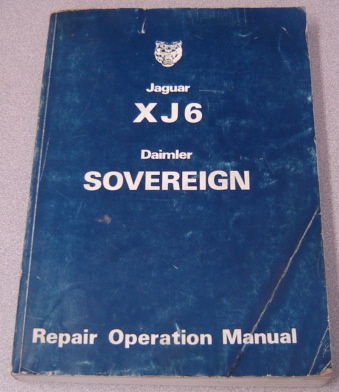 Jaguar
XJ6
Daimler
SOVEREIGN
Repair Operation Manual